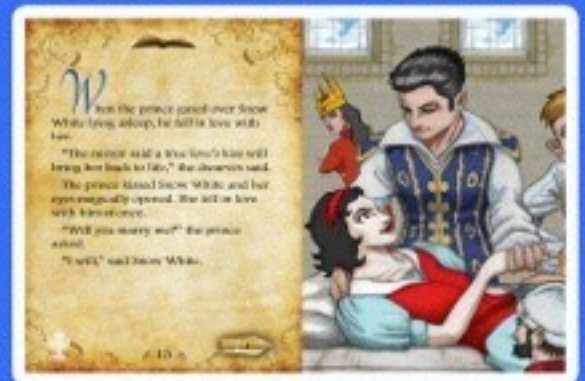 When the prince gazed over Snow
White lying asleep, he fell in love with
her.
"The mirror said a true love's kiss will
bring her back to life," the dwarves said.
The prince kissed Snow White and her
eyes magically opened. She fell in love
with him at once.
"Will you marry me?" the prince
asked.
"I will," said Snow White.
13